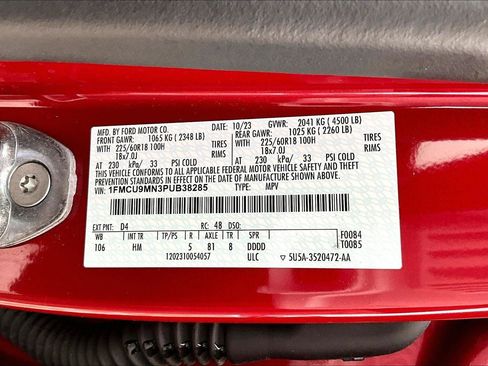 MFD. BY FORD MOTOR CO. 10/23 GVWR: 2041 KG (4500 LB)
FRONT GAWR: 1065 KG (2348 LB) REAR GAWR: 1025 KG (2260 LB)
WITH 225/60R18 100H TIRES WITH 225/60R18 100H TIRES
18x7.0J RIMS 18x7.0J RIMS
AT 230 kPa/ 33 PSI COLD AT 230 kPa/ 33 PSI COLD
THIS VEHICLE CONFORMS TO ALL APPLICABLE FEDERAL MOTOR VEHICLE SAFETY
AND THEFT PREVENTION STANDARDS IN EFFECT ON THE DATE OF MANUFACTURE SHOWN ABOVE.
VIN: 1FMCU9MN3PUB38285 TYPE: MPV
EXT PNT: D4 RC: 48 DSO: F0084
WB INT TR TP/PS R AXLE TR SPR T0085
106 HM 5 81 8 DDDD
1202310054057 ULC 5U5A-3520472-AA